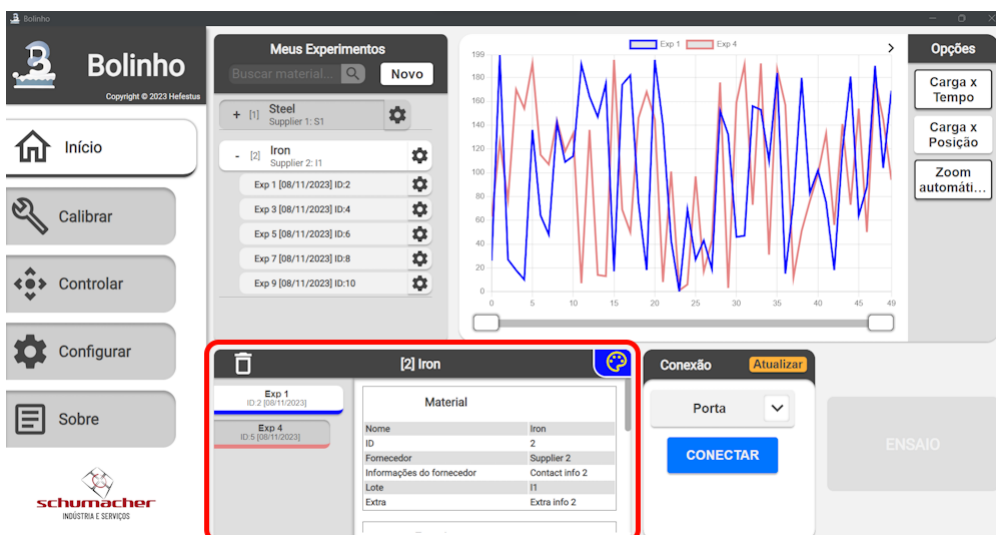 Bolinho
Bolinho
Copyright © 2023 Hefestus
Início
Calibrar
Controlar
Configurar
Sobre
schumacher
INDÚSTRIA E SERVIÇOS
Meus Experimentos
Buscar material...
Novo
+ [1] Steel
Supplier 1: S1
- [2] Iron
Supplier 2: I1
Exp 1 [08/11/2023] ID:2
Exp 3 [08/11/2023] ID:4
Exp 5 [08/11/2023] ID:6
Exp 7 [08/11/2023] ID:8
Exp 9 [08/11/2023] ID:10
Exp 1 Exp 4
199
180
160
140
120
100
80
60
40
20
0
0 5 10 15 20 25 30 35 40 45 49
Opções
Carga x
Tempo
Carga x
Posição
Zoom
automáti...
[2] Iron
Exp 1
ID:2 [08/11/2023]
Exp 4
ID:5 [08/11/2023]
Material
Nome Iron
ID 2
Fornecedor Supplier 2
Informações do fornecedor Contact info 2
Lote I1
Extra Extra info 2
Conexão
Atualizar
Porta
CONECTAR
ENSAIO